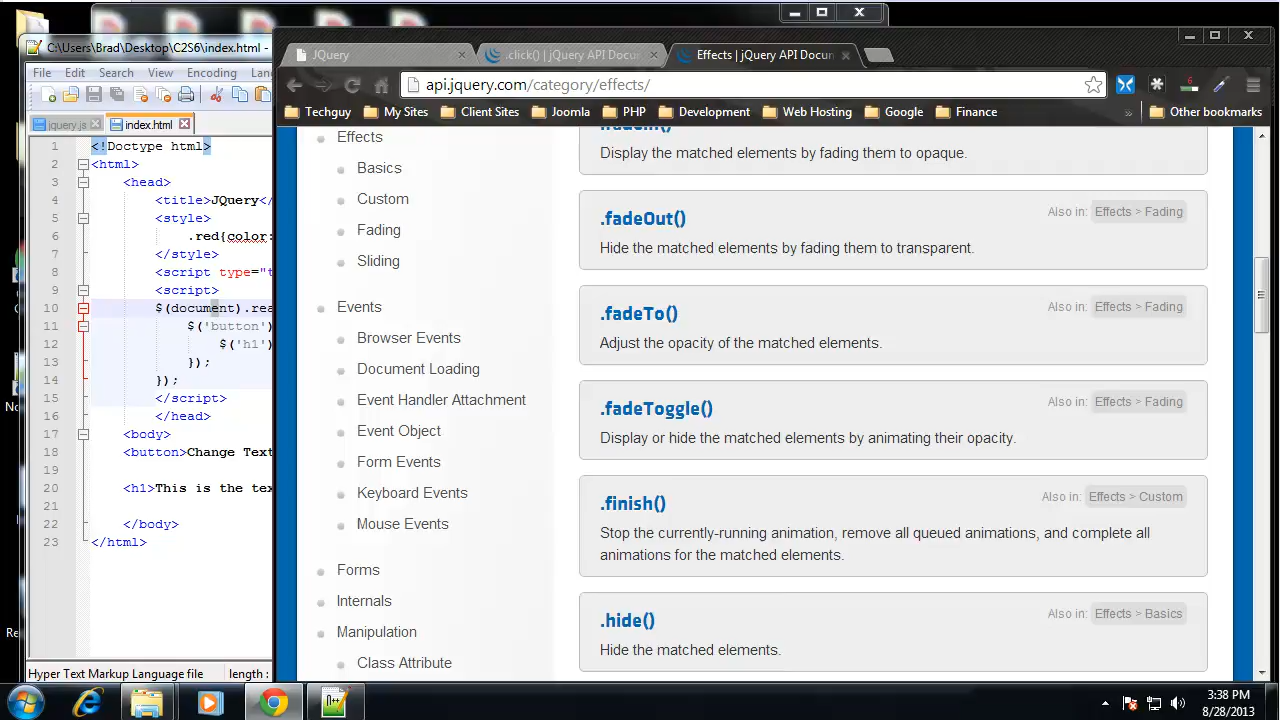 C:\Users\Brad\Desktop\C2S6\index.html -
File Edit Search View Encoding Lan
jquery.js index.html
1 <!Doctype html>
2 <html>
3 <head>
4 <title>JQuery</
5 <style>
6 .red{color:
7 </style>
8 <script type="t
9 <script>
10 $(document).rea
11 $('button')
12 $('h1')
13 });
14 });
15 </script>
16 </head>
17 <body>
18 <button>Change Text
19
20 <h1>This is the tex
21
22 </body>
23 </html>
Hyper Text Markup Language file length :
JQuery .click() | jQuery API Docu Effects | jQuery API Docun
api.jquery.com/category/effects/
Techguy My Sites Client Sites Joomla PHP Development Web Hosting Google Finance » Other bookmarks
Effects
Basics
Custom
Fading
Sliding
Events
Browser Events
Document Loading
Event Handler Attachment
Event Object
Form Events
Keyboard Events
Mouse Events
Forms
Internals
Manipulation
Class Attribute
.fadeIn()
Display the matched elements by fading them to opaque.
.fadeOut()
Also in: Effects > Fading
Hide the matched elements by fading them to transparent.
.fadeTo()
Also in: Effects > Fading
Adjust the opacity of the matched elements.
.fadeToggle()
Also in: Effects > Fading
Display or hide the matched elements by animating their opacity.
.finish()
Also in: Effects > Custom
Stop the currently-running animation, remove all queued animations, and complete all
animations for the matched elements.
.hide()
Also in: Effects > Basics
Hide the matched elements.
3:38 PM
8/28/2013